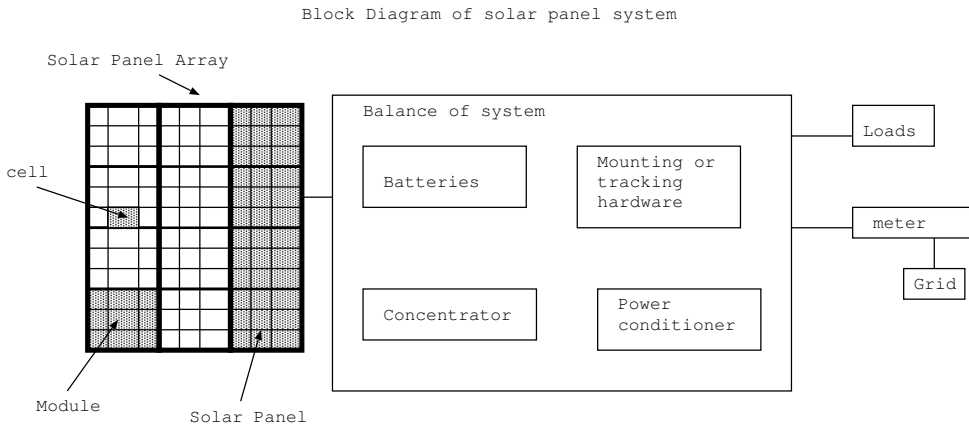 Block Diagram of solar panel system
Solar Panel Array
cell
Module
Solar Panel
Balance of system
Batteries
Mounting or
tracking
hardware
Concentrator
Power
conditioner
Loads
meter
Grid